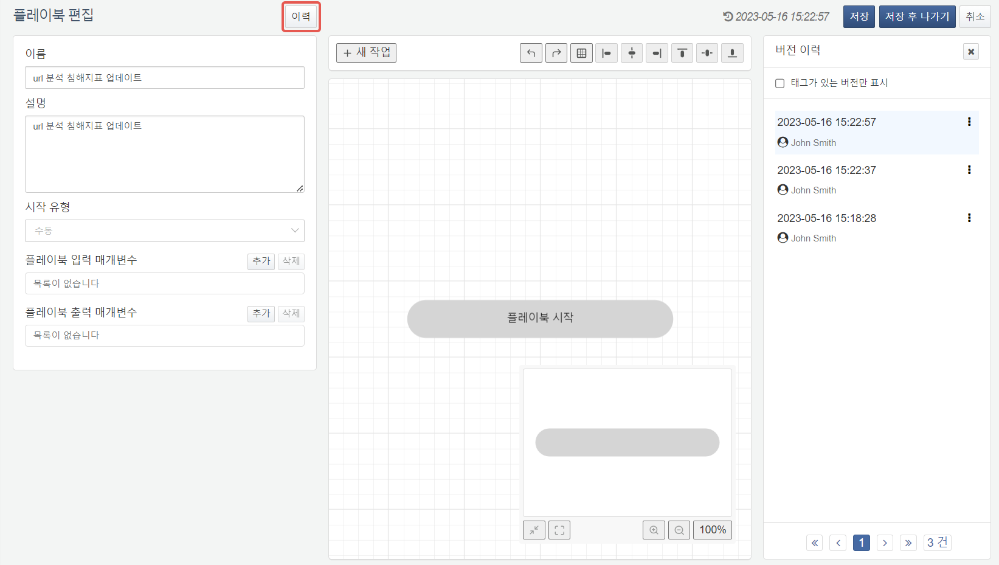 플레이북 편집
이력
2023-05-16 15:22:57
저장
저장 후 나가기
취소
이름
url 분석 침해지표 업데이트
설명
url 분석 침해지표 업데이트
시작 유형
수동
플레이북 입력 매개변수
추가
삭제
목록이 없습니다
플레이북 출력 매개변수
추가
삭제
목록이 없습니다
+ 새 작업
플레이북 시작
100%
버전 이력
태그가 있는 버전만 표시
2023-05-16 15:22:57
John Smith
2023-05-16 15:22:37
John Smith
2023-05-16 15:18:28
John Smith
« ‹ 1 › » 3 건